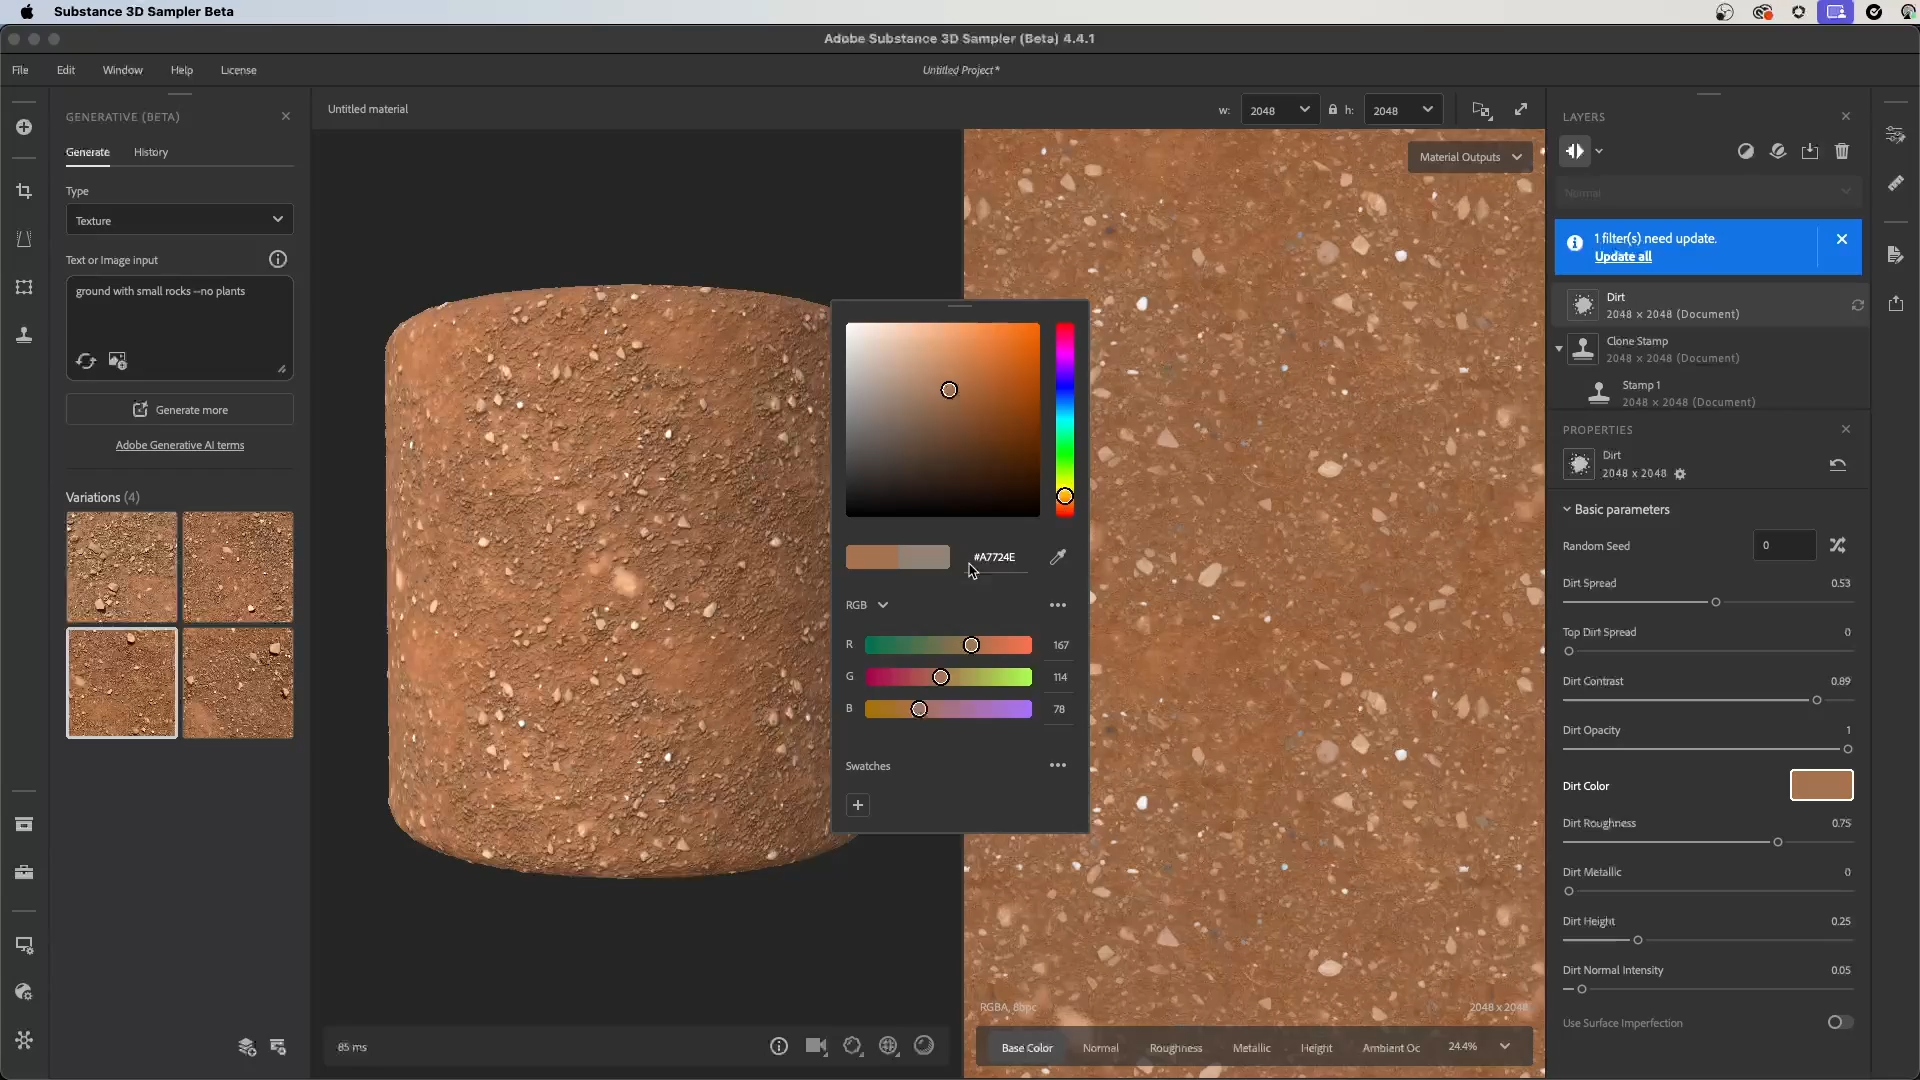 Substance 3D Sampler Beta
Adobe Substance 3D Sampler (Beta) 4.4.1
File Edit Window Help License
Untitled Project*
GENERATIVE (BETA)
Generate History
Type
Texture
Text or Image input
ground with small rocks --no plants
Generate more
Adobe Generative AI terms
Variations (4)
Untitled material
w: 2048 h: 2048
Material Outputs
#A7724E
RGB
R 167
G 114
B 78
Swatches
RGBA, 8bpc
2048 x 2048
85 ms
Base Color Normal Roughness Metallic Height Ambient Oc 24.4%
LAYERS
Normal
1 filter(s) need update.
Update all
Dirt
2048 x 2048 (Document)
Clone Stamp
2048 x 2048 (Document)
Stamp 1
2048 x 2048 (Document)
PROPERTIES
Dirt
2048 x 2048
Basic parameters
Random Seed 0
Dirt Spread 0.53
Top Dirt Spread 0
Dirt Contrast 0.89
Dirt Opacity 1
Dirt Color
Dirt Roughness 0.75
Dirt Metallic 0
Dirt Height 0.25
Dirt Normal Intensity 0.05
Use Surface Imperfection